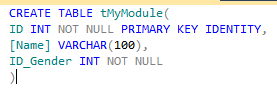 CREATE TABLE tMyModule(
ID INT NOT NULL PRIMARY KEY IDENTITY,
[Name] VARCHAR(100),
ID_Gender INT NOT NULL
)